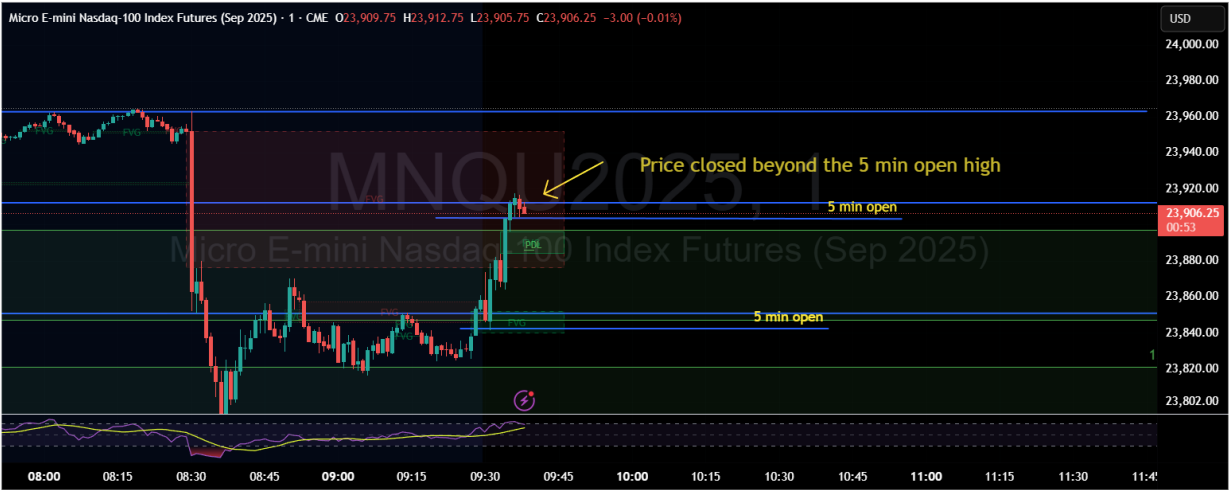 Micro E-mini Nasdaq-100 Index Futures (Sep 2025) · 1 · CME O23,909.75 H23,912.75 L23,905.75 C23,906.25 −3.00 (−0.01%)
USD
24,000.00
23,980.00
23,960.00
FVG FVG
23,940.00
MNQU2025, 1
Price closed beyond the 5 min open high
23,920.00
FVG
5 min open
23,906.25
00:53
PDL
Micro E-mini Nasdaq-100 Index Futures (Sep 2025)
23,880.00
23,860.00
FVG
5 min open
FVG
23,840.00
FVG
1
23,820.00
23,802.00
08:00 08:15 08:30 08:45 09:00 09:15 09:30 09:45 10:00 10:15 10:30 10:45 11:00 11:15 11:30 11:45